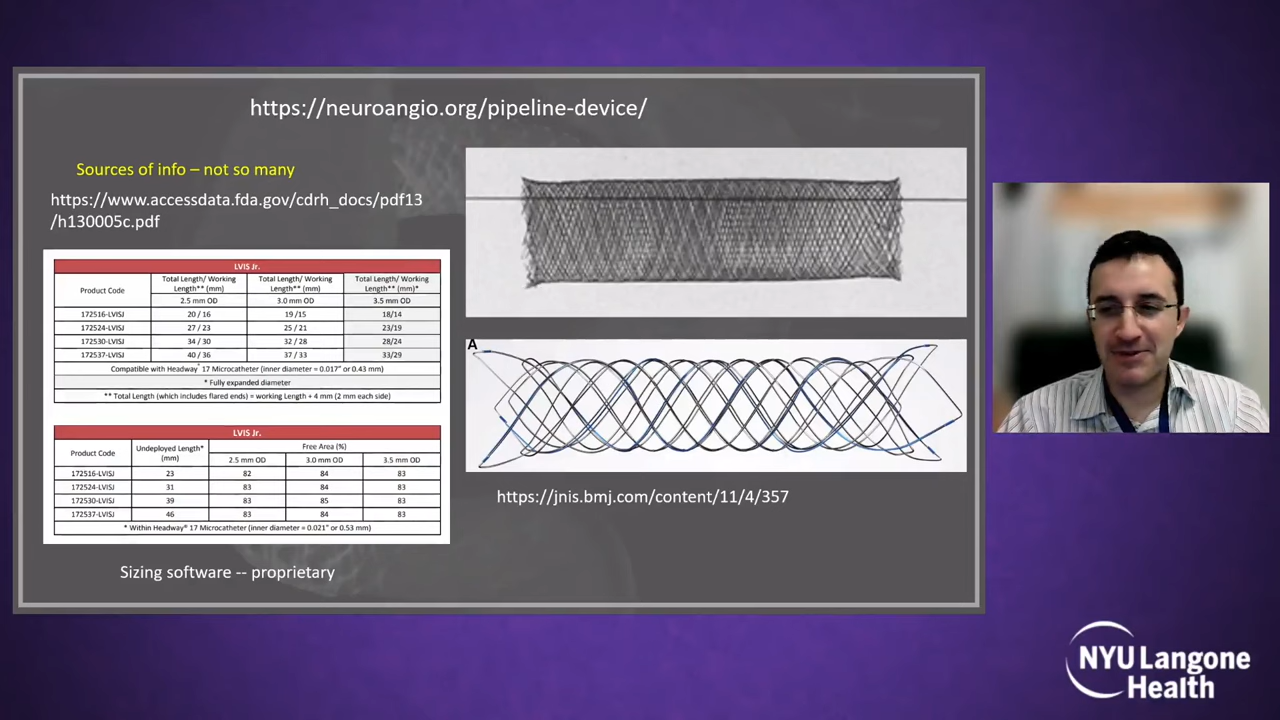 https://neuroangio.org/pipeline-device/
Sources of info – not so many
https://www.accessdata.fda.gov/cdrh_docs/pdf13
/h130005c.pdf
LVIS Jr.
Product Code
Total Length/ Working Length** (mm)
Total Length/ Working Length** (mm)
Total Length/ Working Length** (mm)*
2.5 mm OD 3.0 mm OD 3.5 mm OD
172516-LVISJ 20 / 16 19 /15 18/14
172524-LVISJ 27 / 23 25 / 21 23/19
172530-LVISJ 34 / 30 32 / 28 28/24
172537-LVISJ 40 / 36 37 / 33 33/29
Compatible with Headway® 17 Microcatheter (inner diameter = 0.017" or 0.43 mm)
* Fully expanded diameter
** Total Length (which includes flared ends) = working Length + 4 mm (2 mm each side)
LVIS Jr.
Product Code
Undeployed Length*
(mm)
Free Area (%)
2.5 mm OD 3.0 mm OD 3.5 mm OD
172516-LVISJ 23 82 84 83
172524-LVISJ 31 83 84 83
172530-LVISJ 39 83 85 83
172537-LVISJ 46 83 84 83
* Within Headway® 17 Microcatheter (inner diameter = 0.021" or 0.53 mm)
Sizing software -- proprietary
A
https://jnis.bmj.com/content/11/4/357
NYU Langone
Health